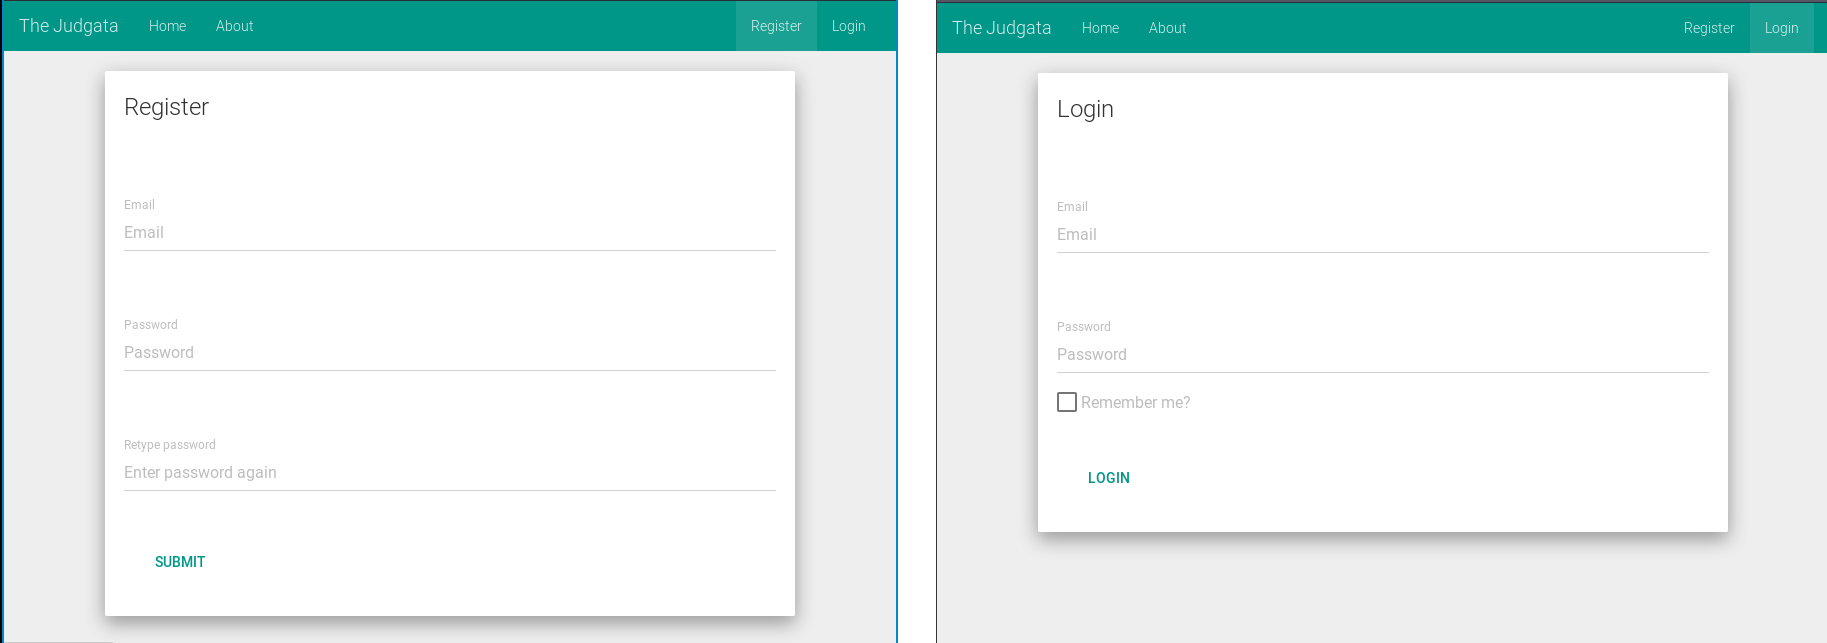 The Judgata Home About Register Login
Register
Email
Email
Password
Password
Retype password
Enter password again
SUBMIT
The Judgata Home About Register Login
Login
Email
Email
Password
Password
Remember me?
LOGIN